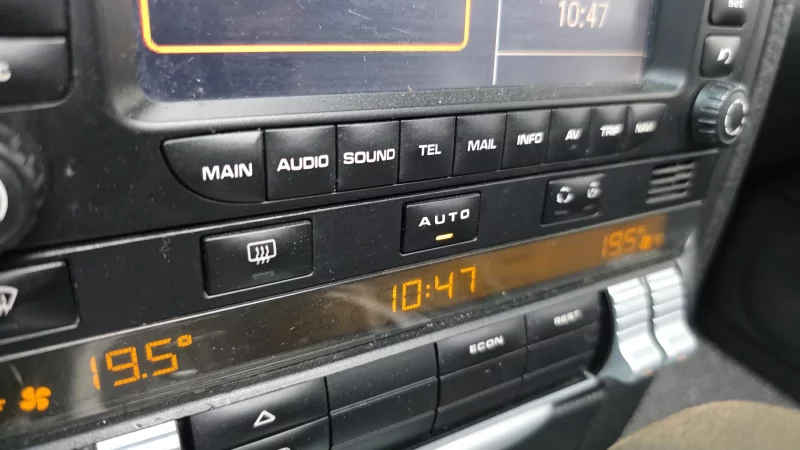 10:47
set
MAIN AUDIO SOUND TEL MAIL INFO AV TRIP NAVI
AUTO
10:47
19.5°
19.5°
ECON
REST